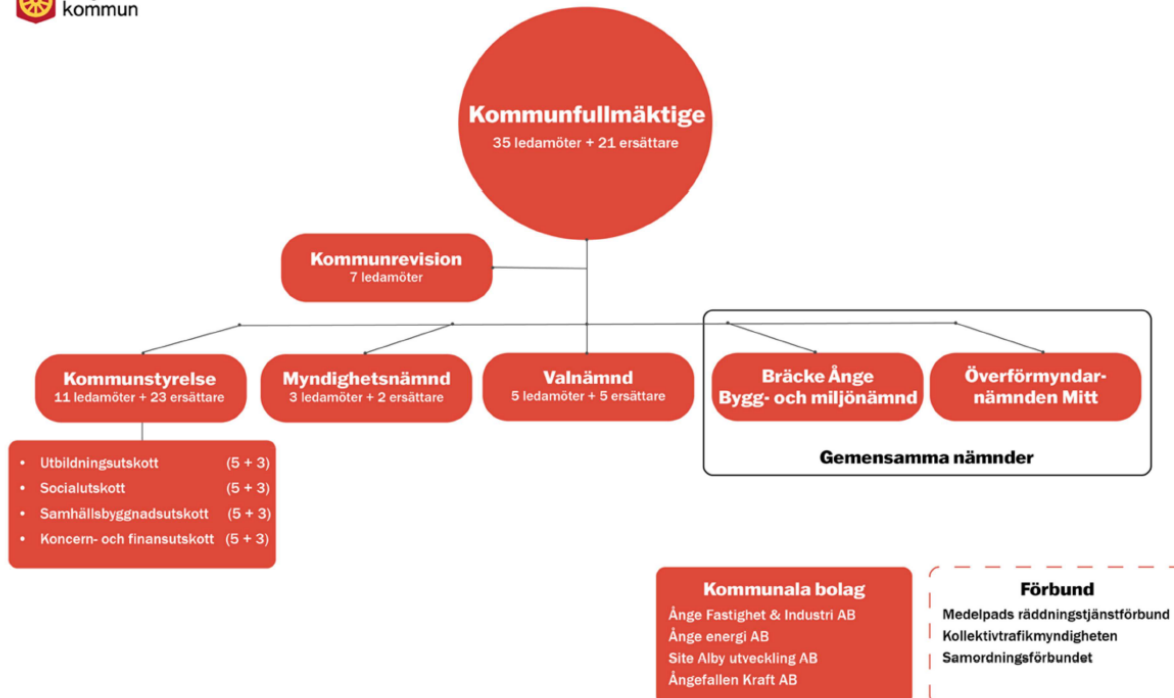 kommun
Kommunfullmäktige
35 ledamöter + 21 ersättare
Kommunrevision
7 ledamöter
Kommunstyrelse
11 ledamöter + 23 ersättare
Myndighetsnämnd
3 ledamöter + 2 ersättare
Valnämnd
5 ledamöter + 5 ersättare
Bräcke Ånge
Bygg- och miljönämnd
Överförmyndar-
nämnden Mitt
Gemensamma nämnder
• Utbildningsutskott (5 + 3)
• Socialutskott (5 + 3)
• Samhällsbyggnadsutskott (5 + 3)
• Koncern- och finansutskott (5 + 3)
Kommunala bolag
Ånge Fastighet & Industri AB
Ånge energi AB
Site Alby utveckling AB
Ångefallen Kraft AB
Förbund
Medelpads räddningstjänstförbund
Kollektivtrafikmyndigheten
Samordningsförbundet